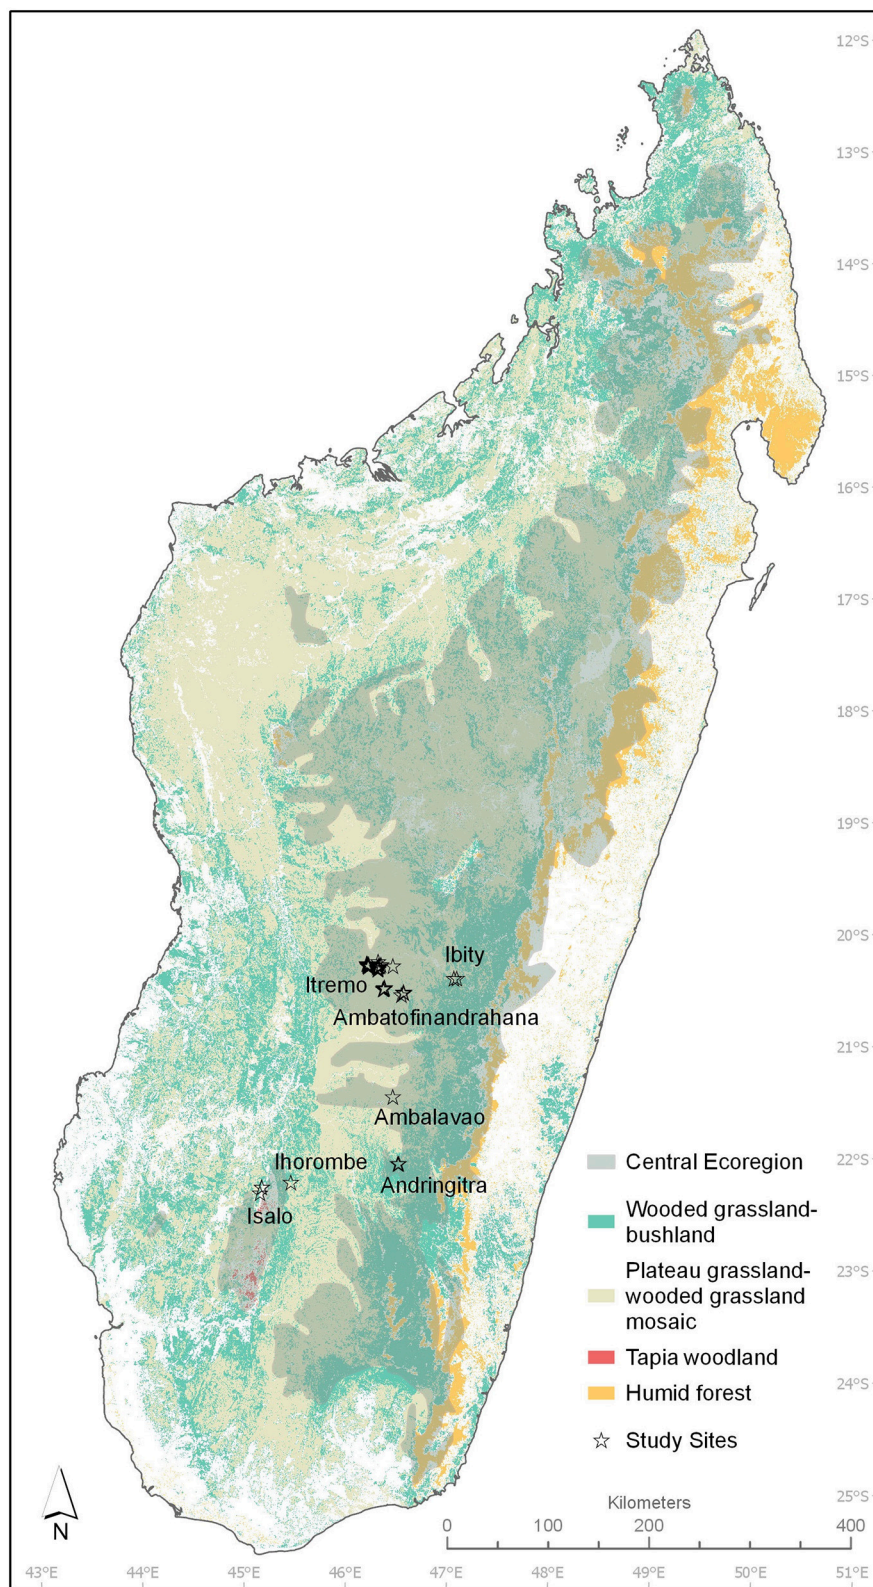 12°S
13°S
14°S
15°S
16°S
17°S
18°S
19°S
20°S
Ibity
Itremo
Ambatofinandrahana
21°S
Ambalavao
Ihorombe
22°S
Central Ecoregion
Andringitra
Isalo
Wooded grassland-
bushland
Plateau grassland-
wooded grassland
mosaic
23°S
Tapia woodland
24°S
Humid forest
Study Sites
25°S
Kilometers
N
0 100 200 400
43°E 44°E 45°E 46°E 47°E 48°E 49°E 50°E 51°E